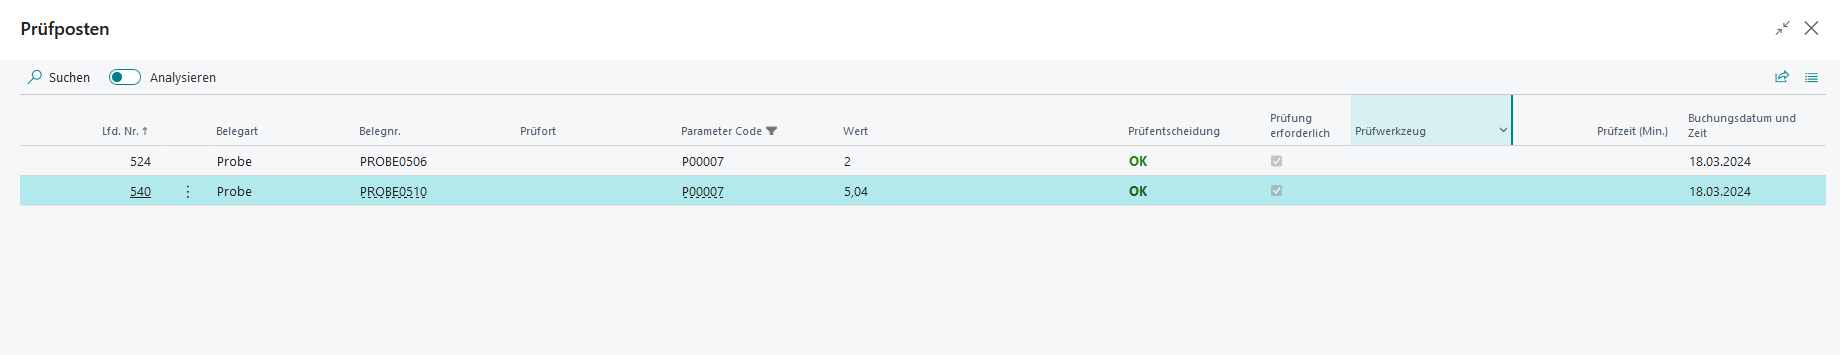 Prüfposten
Suchen Analysieren
Lfd. Nr. ↑ Belegart Belegnr. Prüfort Parameter Code Wert Prüfentscheidung Prüfung erforderlich Prüfwerkzeug Prüfzeit (Min.) Buchungsdatum und Zeit
524 Probe PROBE0506 P00007 2 OK 18.03.2024
540 Probe PROBE0510 P00007 5,04 OK 18.03.2024